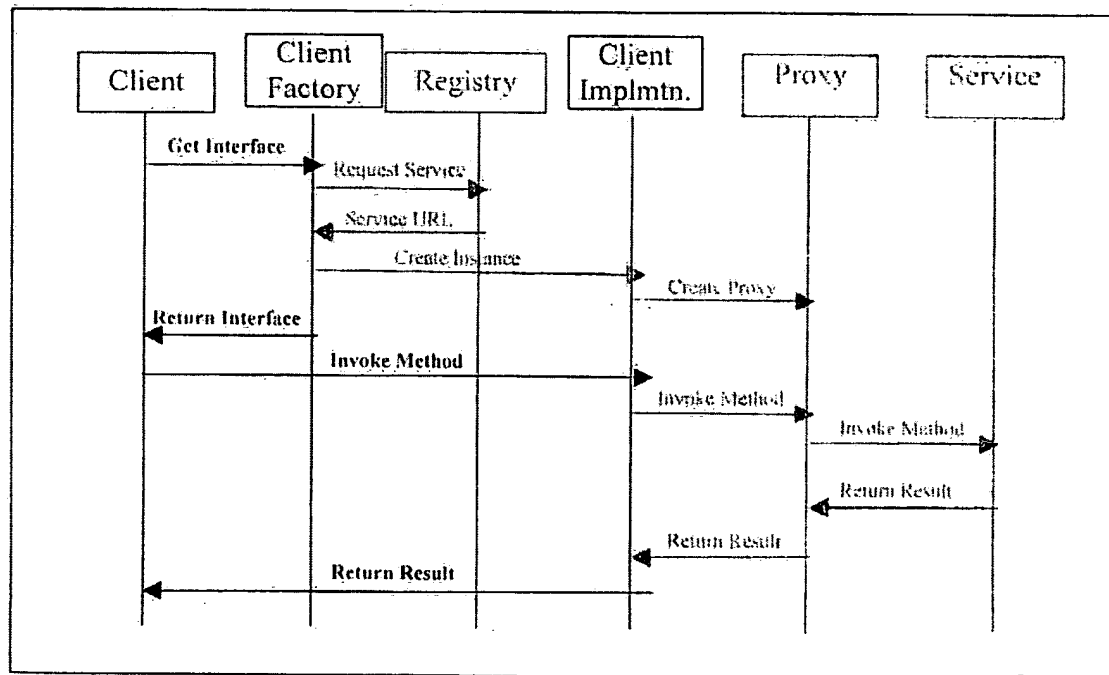 Client
Client
Factory
Registry
Client
Implmtn.
Proxy
Service
Get Interface
Request Service
Service URL
Create Instance
Create Proxy
Return Interface
Invoke Method
Invoke Method
Invoke Method
Return Result
Return Result
Return Result